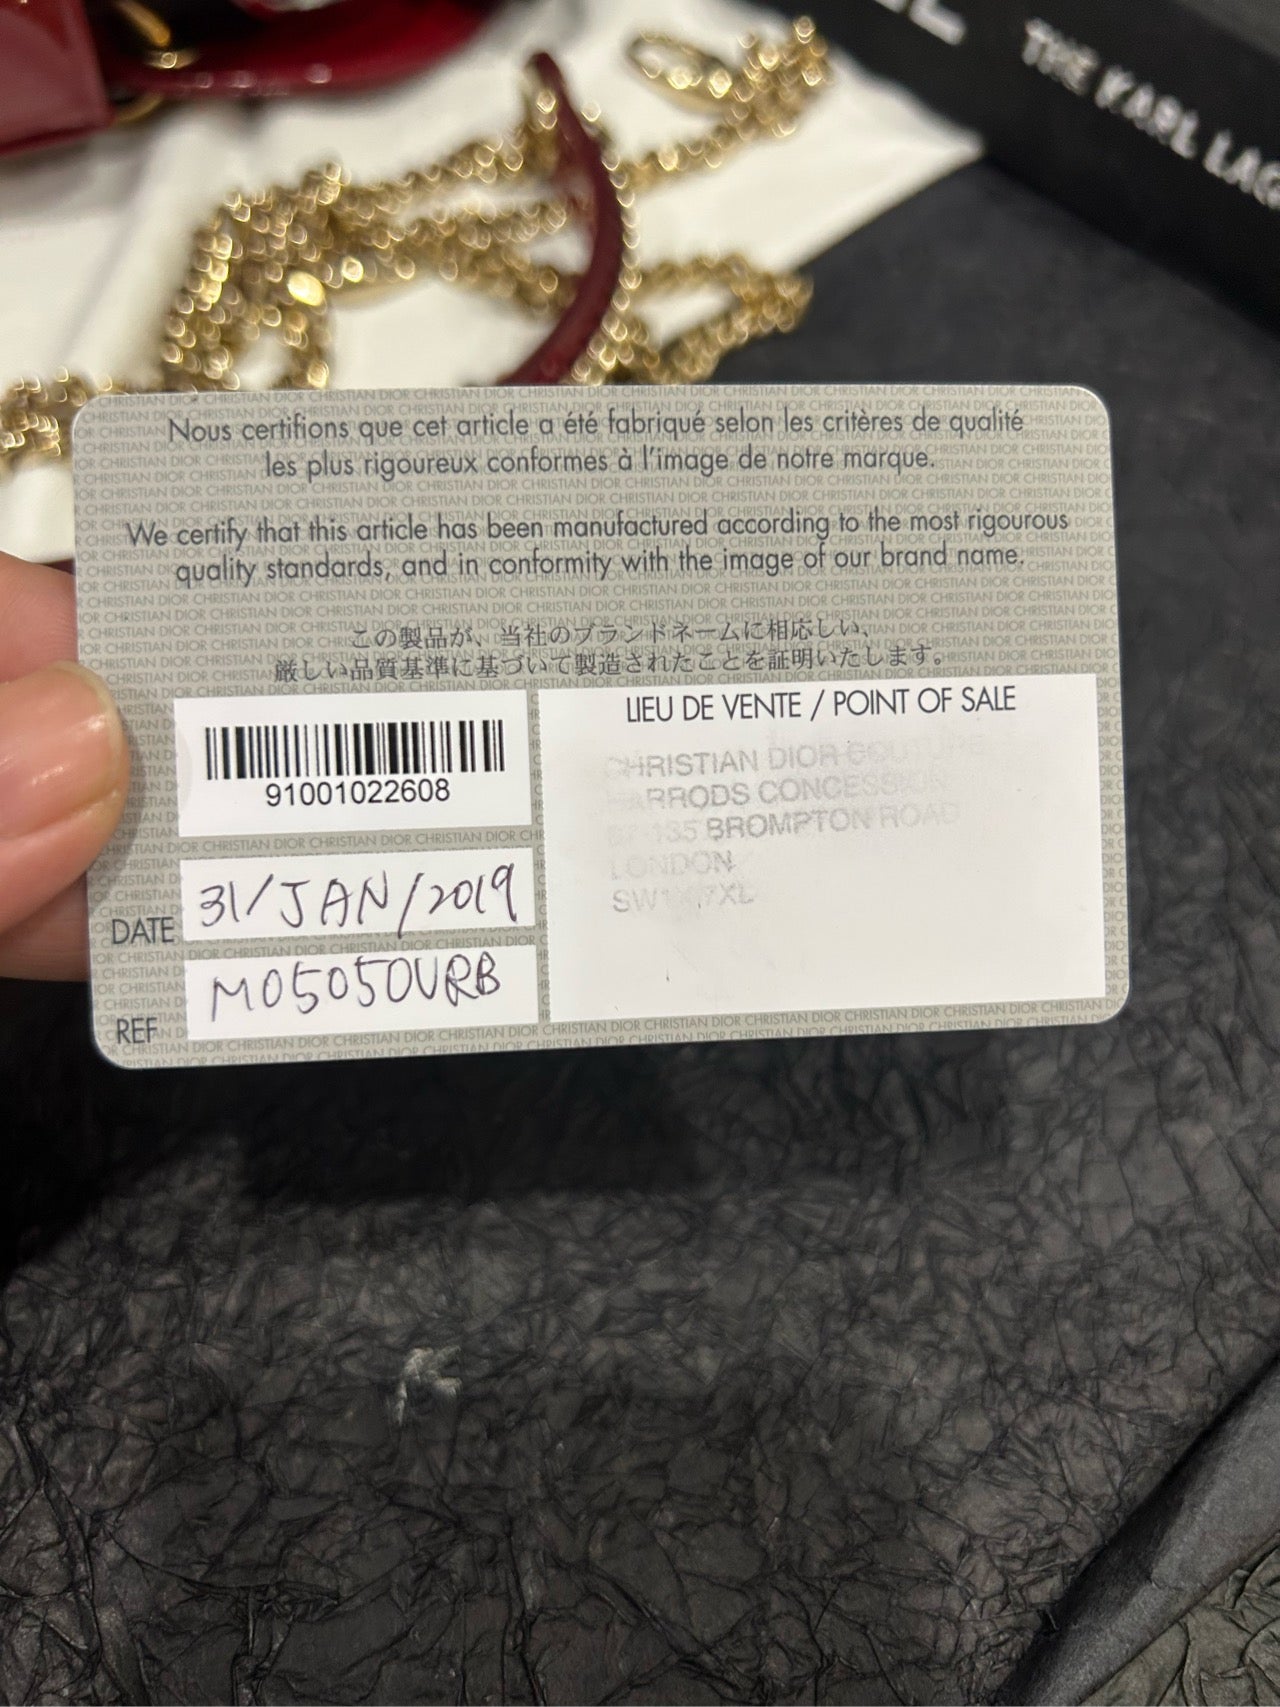 THE KARL LAG
Nous certifions que cet article a été fabriqué selon les critères de qualité
les plus rigoureux conformes à l'image de notre marque.
We certify that this article has been manufactured according to the most rigourous
quality standards, and in conformity with the image of our brand name.
この製品が、当社のブランドネームに相応しい、
厳しい品質基準に基づいて製造されたことを証明いたします。
91001022608
DATE 31/JAN/2019
REF M05050VRB
LIEU DE VENTE / POINT OF SALE
CHRISTIAN DIOR COUTURE
HARRODS CONCESSION
87-135 BROMPTON ROAD
LONDON
SW1X 7XL